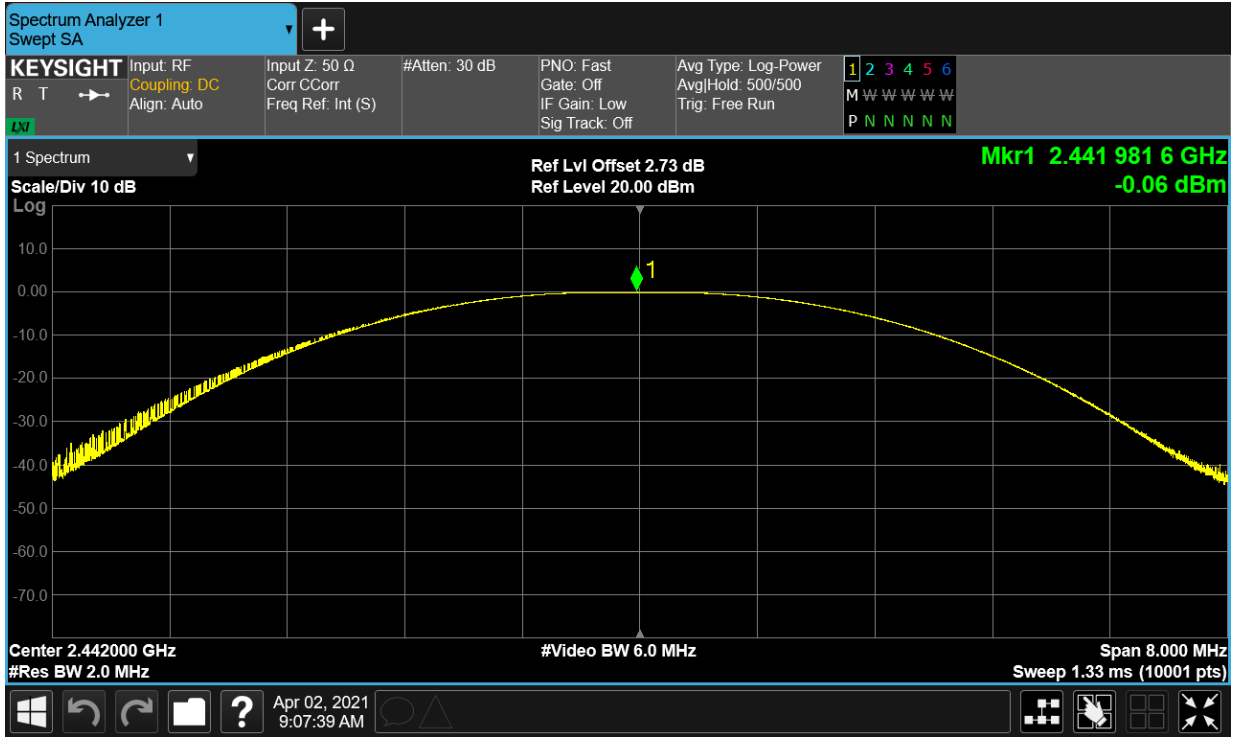 Spectrum Analyzer 1
Swept SA
▼
+
KEYSIGHT
R T
LXI
Input: RF
Coupling: DC
Align: Auto
Input Z: 50 Ω
Corr CCorr
Freq Ref: Int (S)
#Atten: 30 dB
PNO: Fast
Gate: Off
IF Gain: Low
Sig Track: Off
Avg Type: Log-Power
Avg|Hold: 500/500
Trig: Free Run
1 2 3 4 5 6
M W W W W W
P N N N N N
1 Spectrum ▼
Scale/Div 10 dB
Log
Ref Lvl Offset 2.73 dB
Ref Level 20.00 dBm
Mkr1 2.441 981 6 GHz
-0.06 dBm
1
10.0
0.00
-10.0
-20.0
-30.0
-40.0
-50.0
-60.0
-70.0
Center 2.442000 GHz
#Res BW 2.0 MHz
#Video BW 6.0 MHz
Span 8.000 MHz
Sweep 1.33 ms (10001 pts)
?
Apr 02, 2021
9:07:39 AM